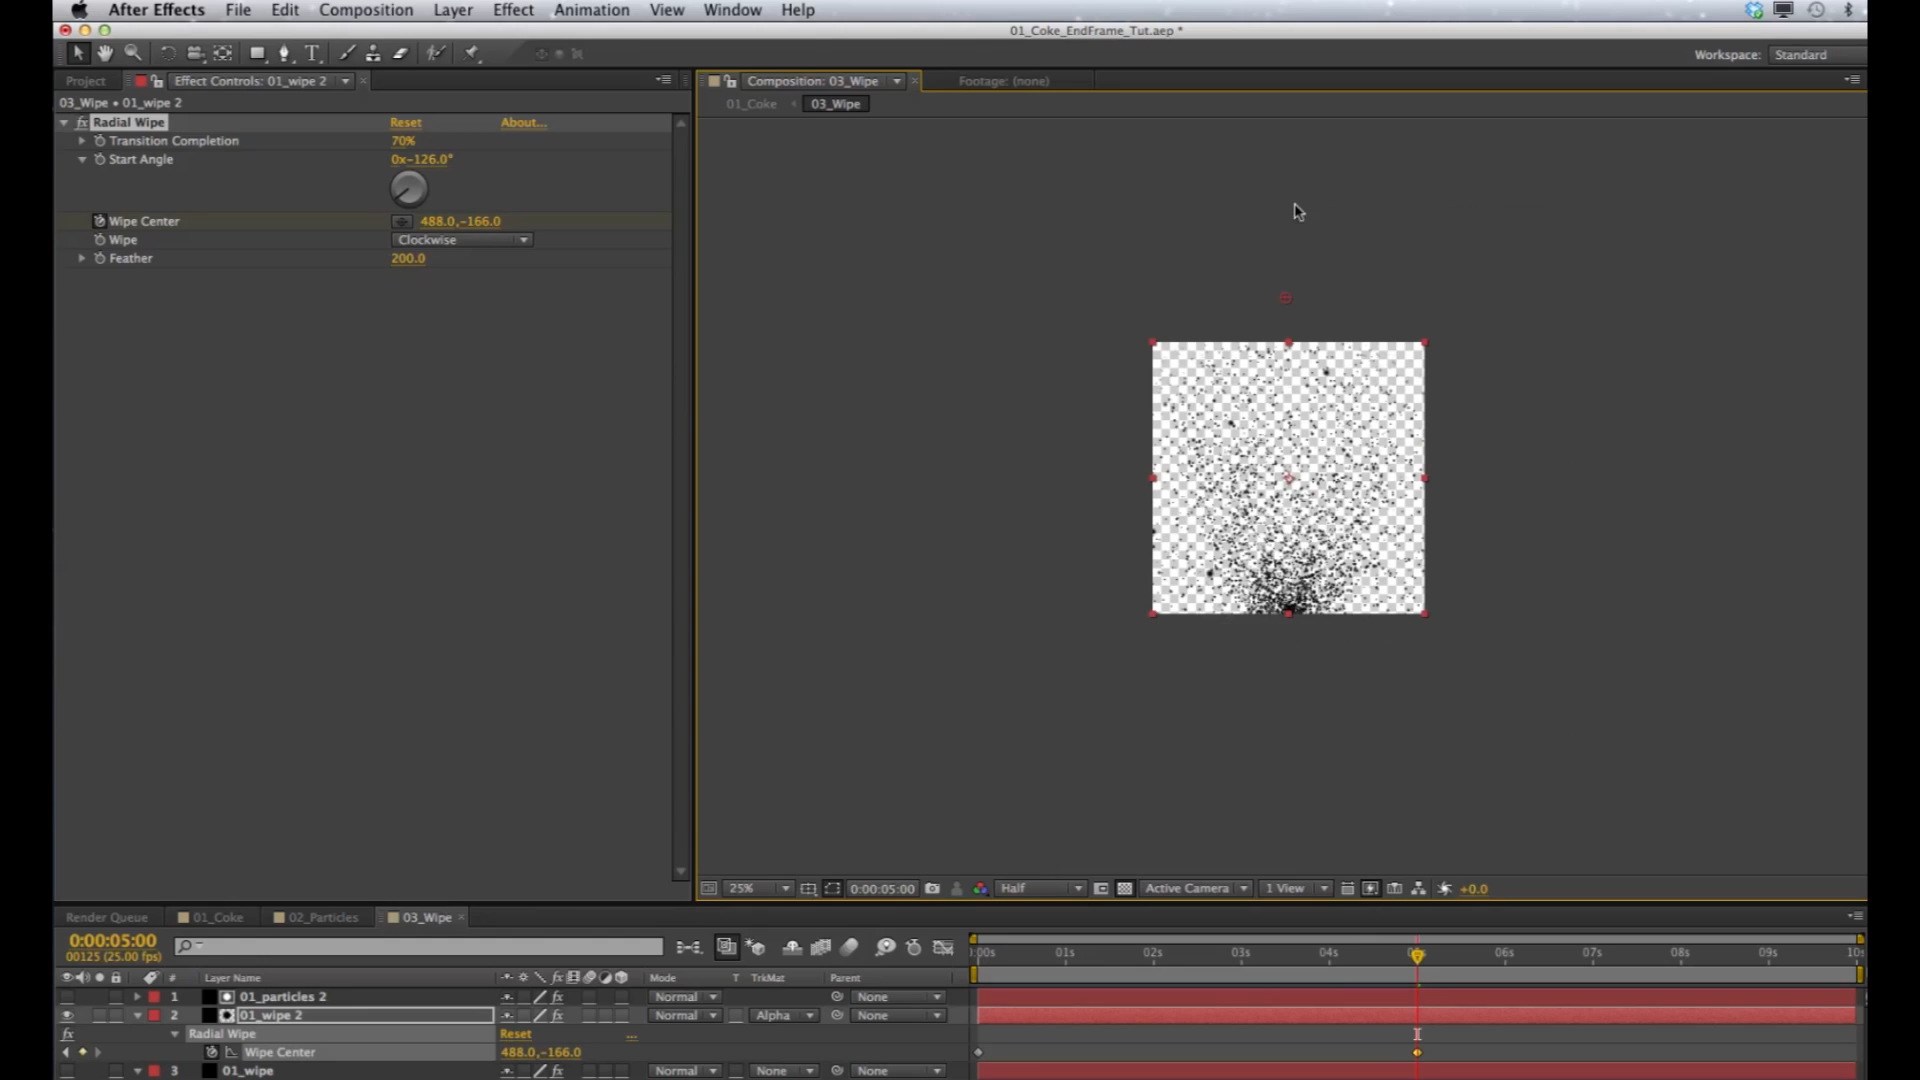 After Effects File Edit Composition Layer Effect Animation View Window Help
01_Coke_EndFrame_Tut.aep *
Workspace: Standard
Project Effect Controls: 01_wipe 2
Composition: 03_Wipe Footage: (none)
03_Wipe • 01_wipe 2
01_Coke 03_Wipe
fx Radial Wipe Reset About...
Transition Completion 70%
Start Angle 0x-126.0°
Wipe Center 488.0,-166.0
Wipe Clockwise
Feather 200.0
25% 0:00:05:00 Half Active Camera 1 View +0.0
Render Queue 01_Coke 02_Particles 03_Wipe
0:00:05:00
00125 (25.00 fps)
:00s 01s 02s 03s 04s 06s 07s 08s 09s 10s
# Layer Name fx Mode T TrkMat Parent
1 01_particles 2 fx Normal None
2 01_wipe 2 fx Normal Alpha None
fx Radial Wipe Reset ...
Wipe Center 488.0,-166.0
3 01_wipe fx Normal None None